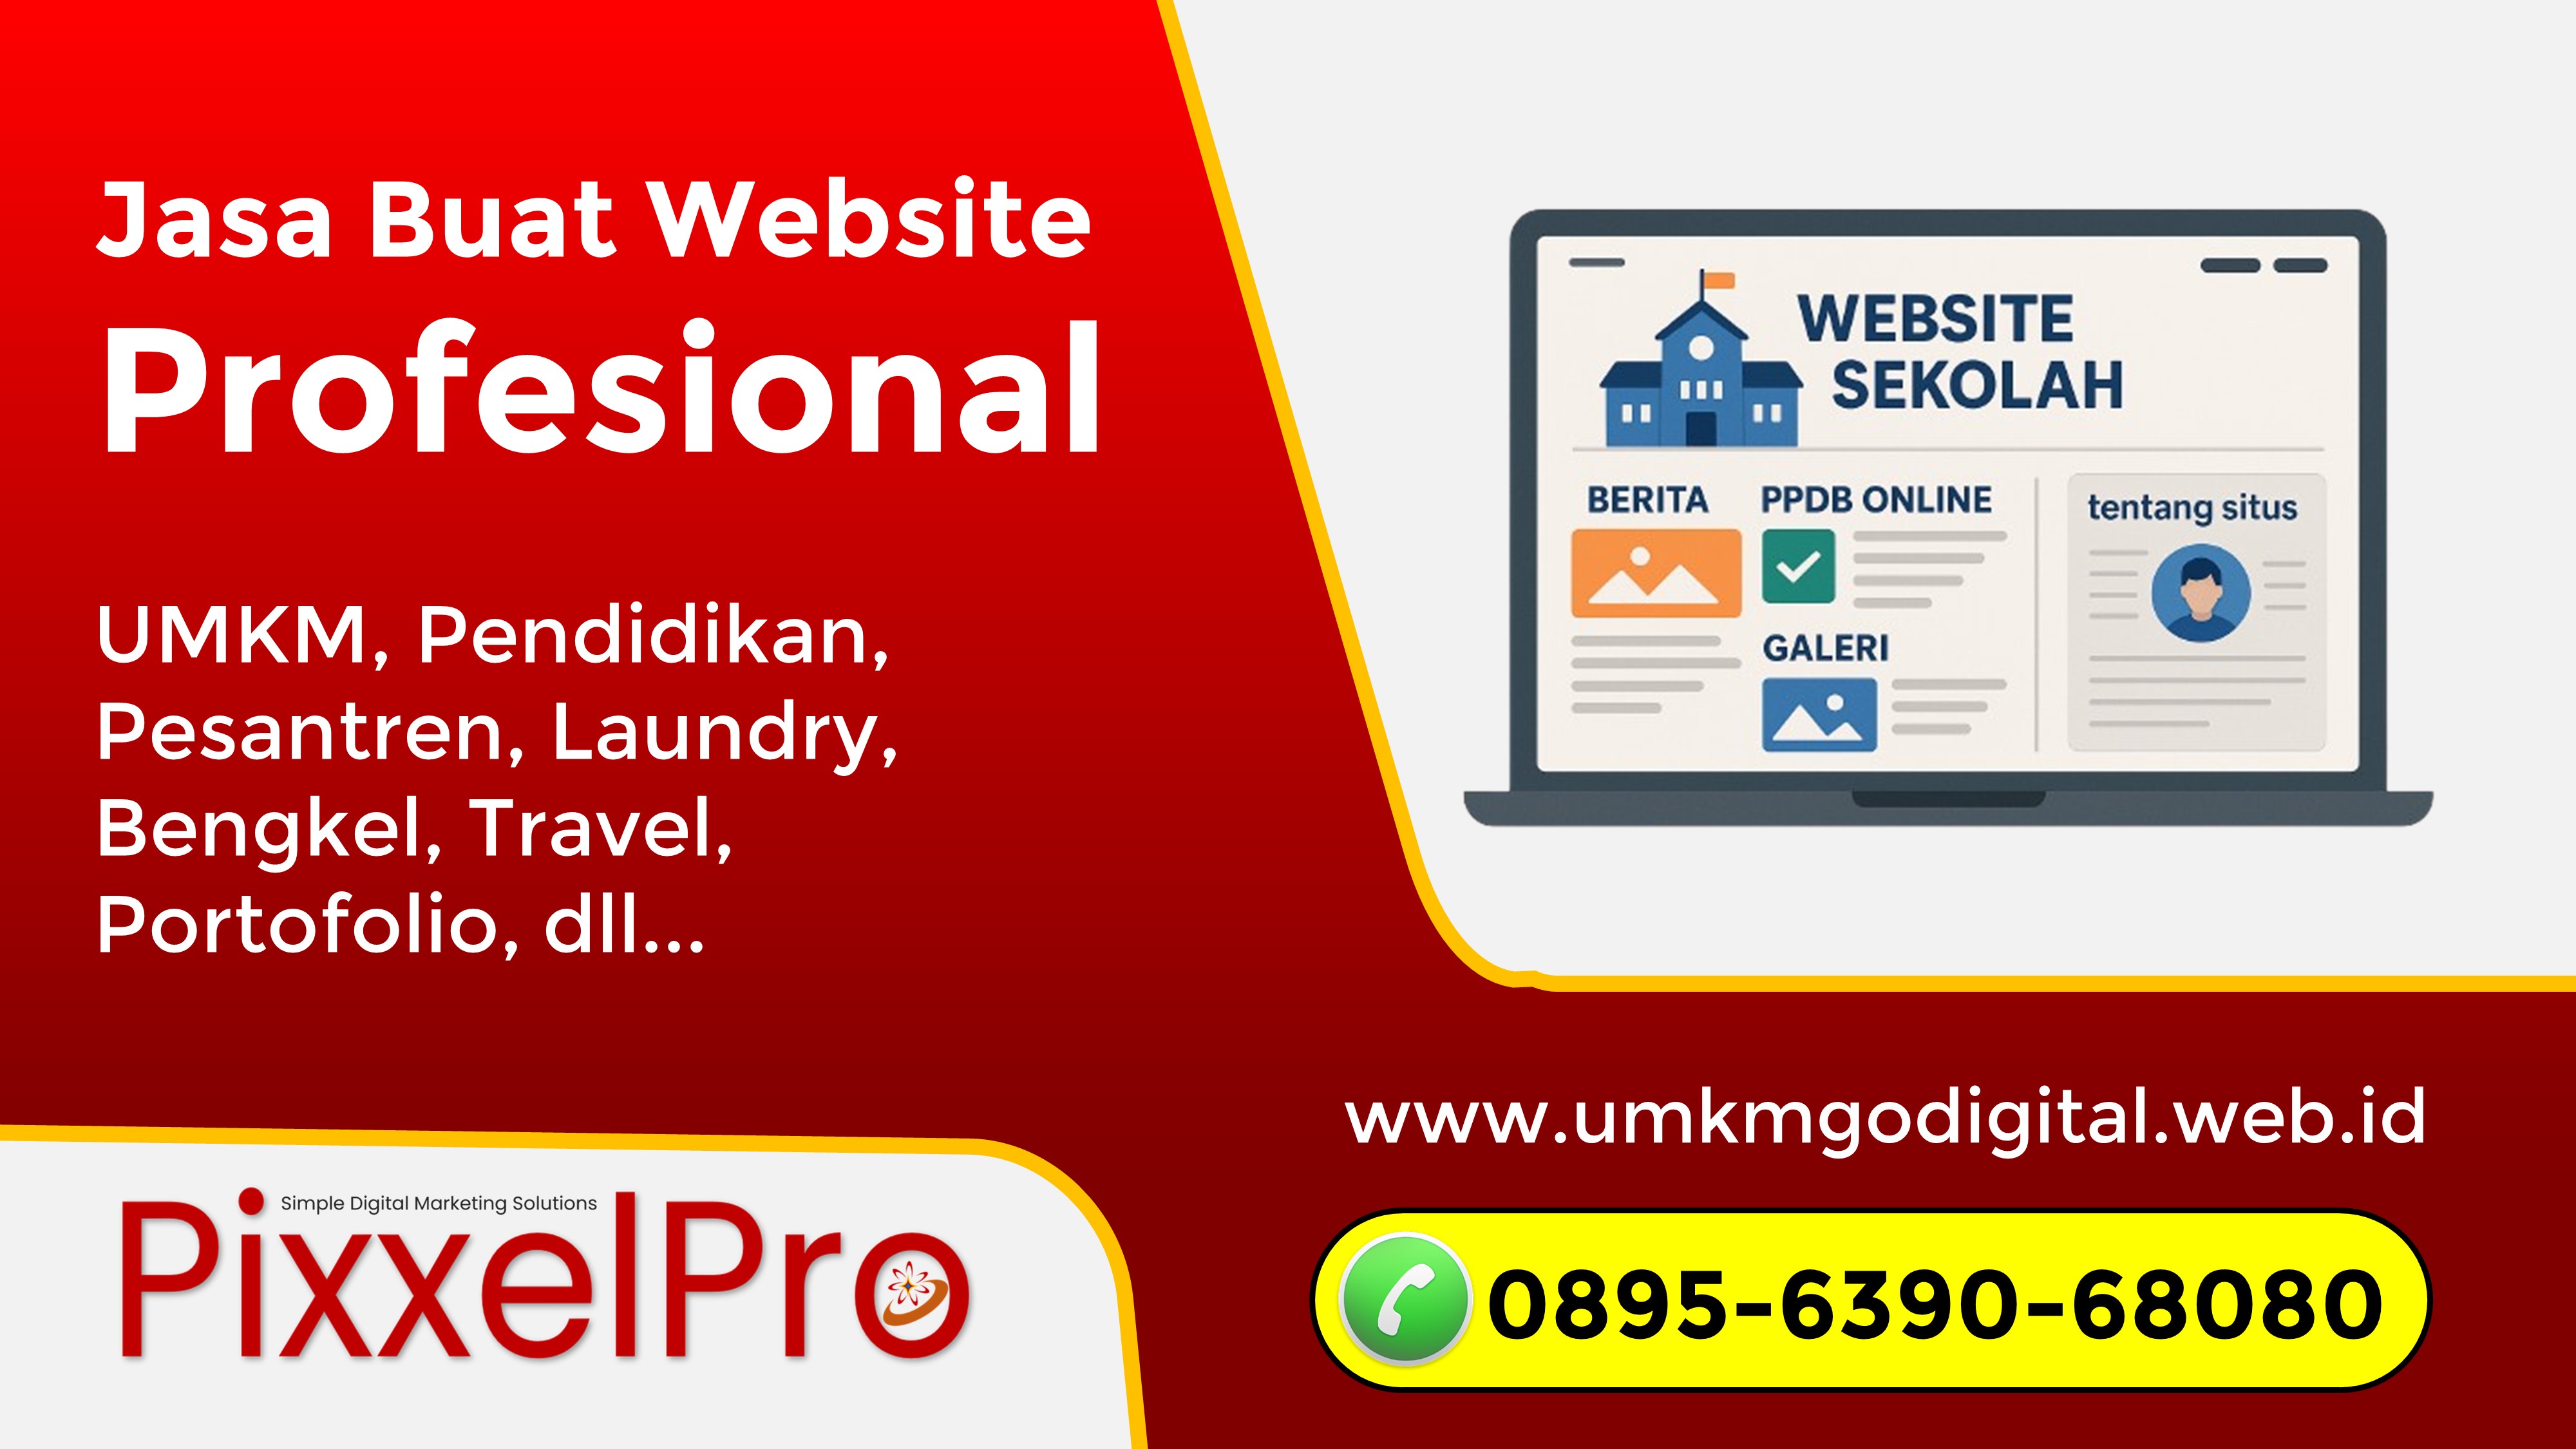 Jasa Buat Website
Profesional
UMKM, Pendidikan,
Pesantren, Laundry,
Bengkel, Travel,
Portofolio, dll...
WEBSITE
SEKOLAH
BERITA
PPDB ONLINE
GALERI
tentang situs
www.umkmgodigital.web.id
0895-6390-68080
Simple Digital Marketing Solutions
PixxelPro